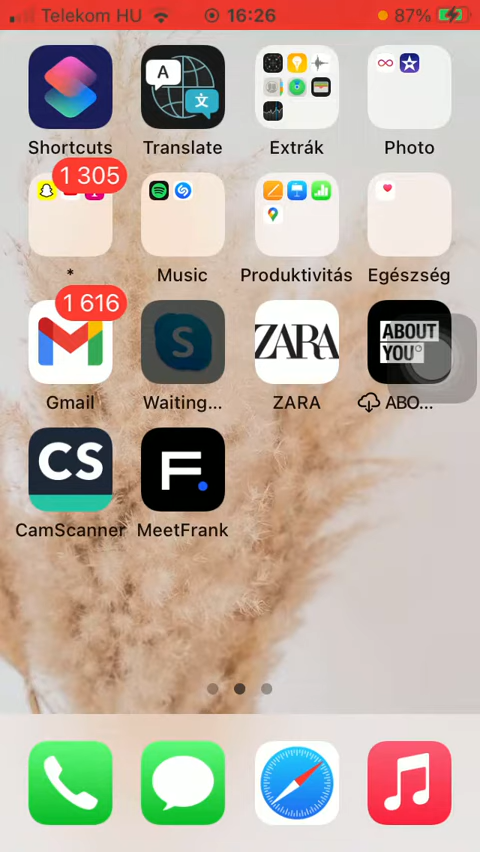 Telekom HU 16:26 87%
A
文
Shortcuts Translate Extrák Photo
1 305
* Music Produktivitás Egészség
1 616
S ZARA ABOUT YOU°
Gmail Waiting... ZARA ABO...
CS F.
CamScanner MeetFrank